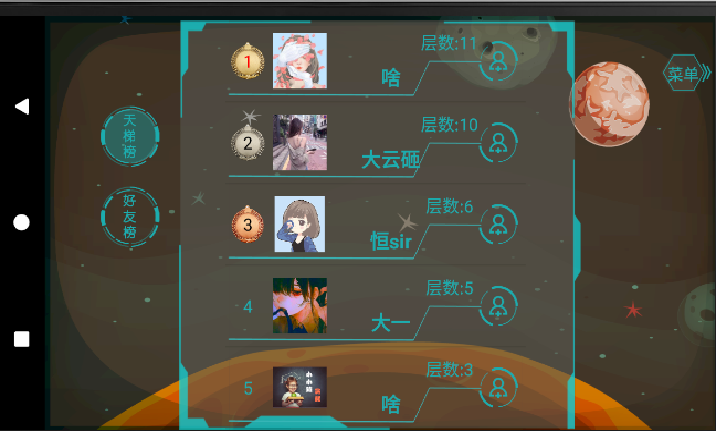 天梯榜
好友榜
1
啥
层数:11
2
大云砸
层数:10
3
恒sir
层数:6
4
大一
层数:5
5
啥
层数:3
菜单